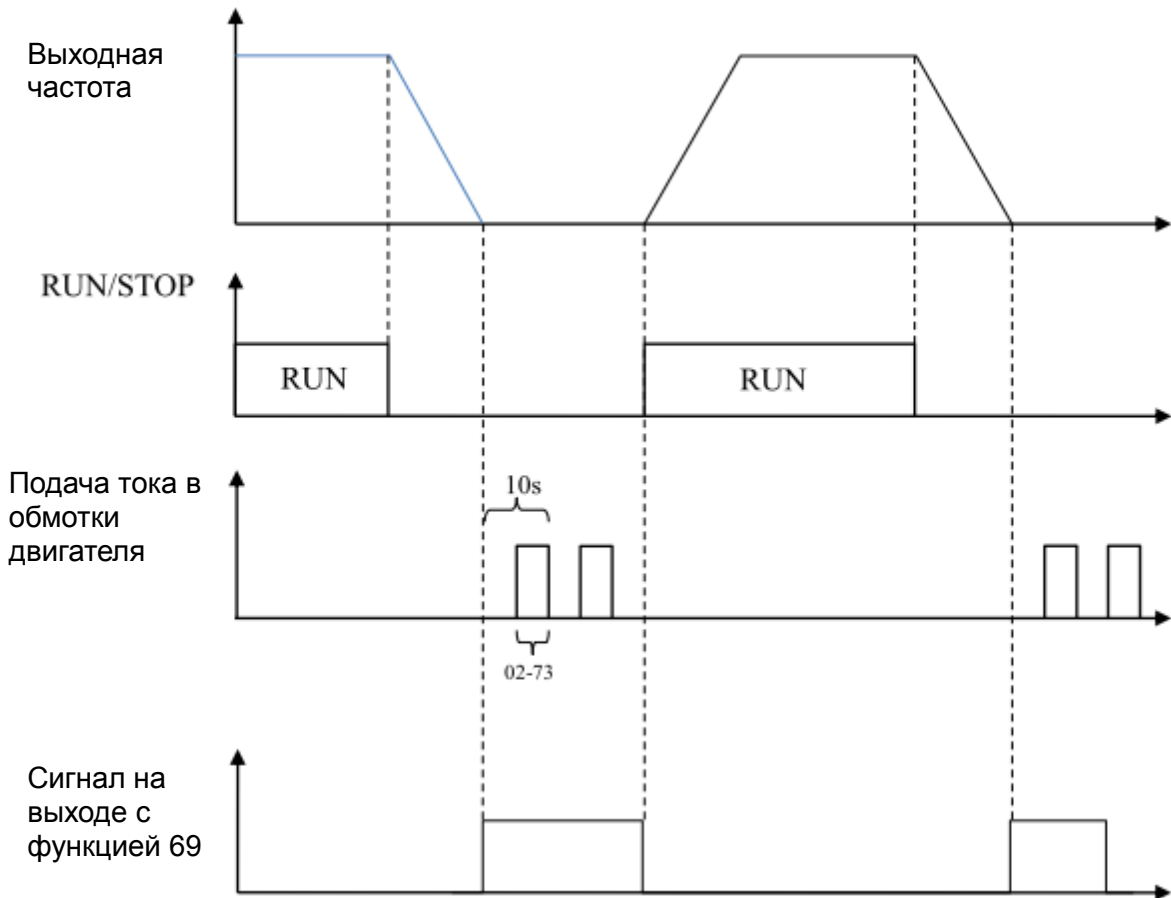 Выходная
частота
RUN/STOP
RUN
RUN
Подача тока в
обмотки
двигателя
10s
02-73
Сигнал на
выходе с
функцией 69